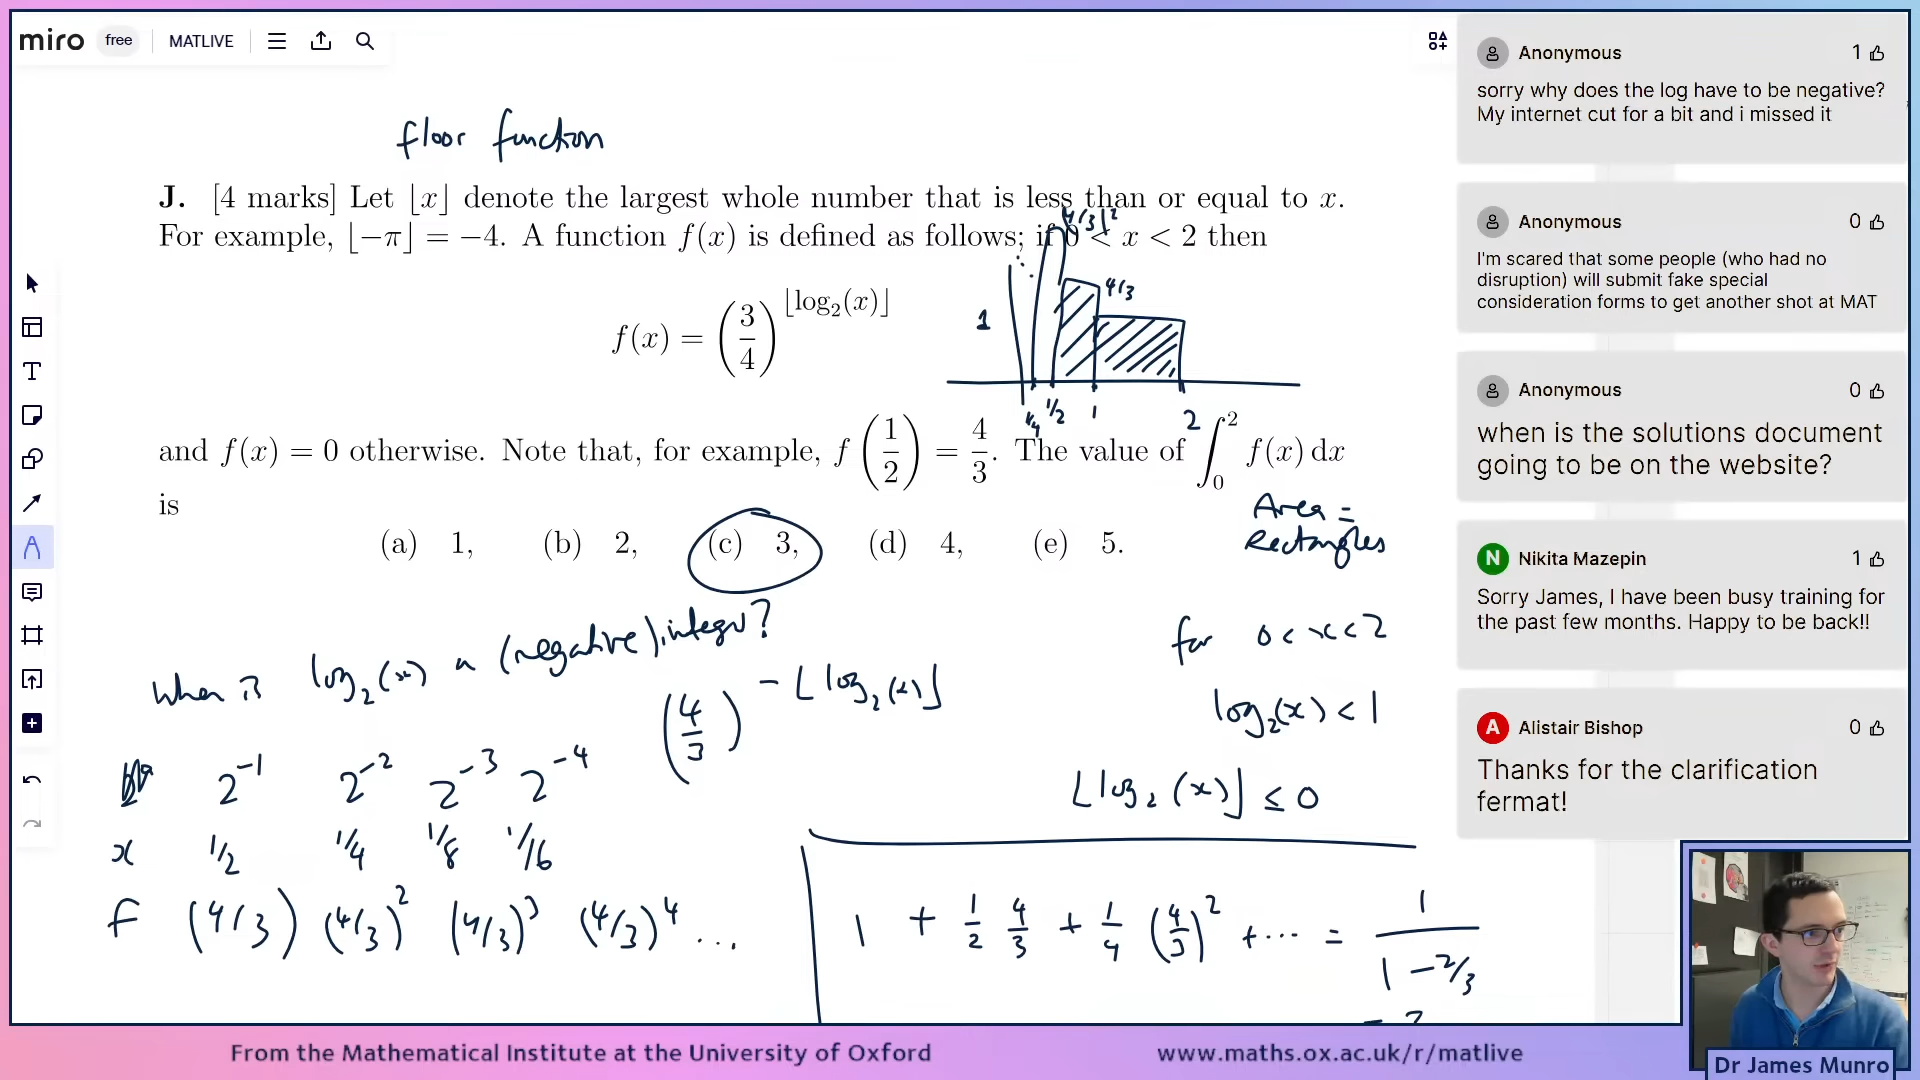 miro free MATLIVE
floor function
J. [4 marks] Let ⌊x⌋ denote the largest whole number that is less than or equal to x.
For example, ⌊−π⌋ = −4. A function f(x) is defined as follows; if 0 < x < 2 then
f(x) = (3/4)^⌊log₂(x)⌋
(4/3)²
4/3
1
1/4 1/2 1 2
and f(x) = 0 otherwise. Note that, for example, f(1/2) = 4/3. The value of ∫₀² f(x) dx
is
Area =
Rectangles
(a) 1, (b) 2, (c) 3, (d) 4, (e) 5.
When is log₂(x) a (negative) integer?
(4/3)^−⌊log₂(x)⌋
for 0 < x < 2
log₂(x) < 1
⌊log₂(x)⌋ ≤ 0
2⁻¹ 2⁻² 2⁻³ 2⁻⁴
x 1/2 1/4 1/8 1/16
f (4/3) (4/3)² (4/3)³ (4/3)⁴ ...
1 + 1/2 4/3 + 1/4 (4/3)² + ... = 1/(1 − 2/3)
Anonymous 1
sorry why does the log have to be negative?
My internet cut for a bit and i missed it
Anonymous 0
I'm scared that some people (who had no
disruption) will submit fake special
consideration forms to get another shot at MAT
Anonymous 0
when is the solutions document
going to be on the website?
N Nikita Mazepin 1
Sorry James, I have been busy training for
the past few months. Happy to be back!!
A Alistair Bishop 0
Thanks for the clarification
fermat!
From the Mathematical Institute at the University of Oxford
www.maths.ox.ac.uk/r/matlive
Dr James Munro